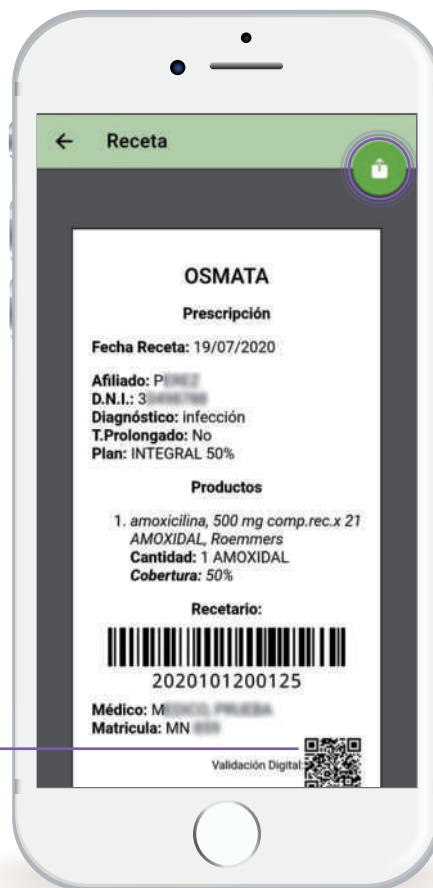 Receta
OSMATA
Prescripción
Fecha Receta: 19/07/2020
Afiliado: P
D.N.I.: 3
Diagnóstico: infección
T.Prolongado: No
Plan: INTEGRAL 50%
Productos
1. amoxicilina, 500 mg comp.rec.x 21
AMOXIDAL, Roemmers
Cantidad: 1 AMOXIDAL
Cobertura: 50%
Recetario:
2020101200125
Médico: M
Matricula: MN
Validación Digital: